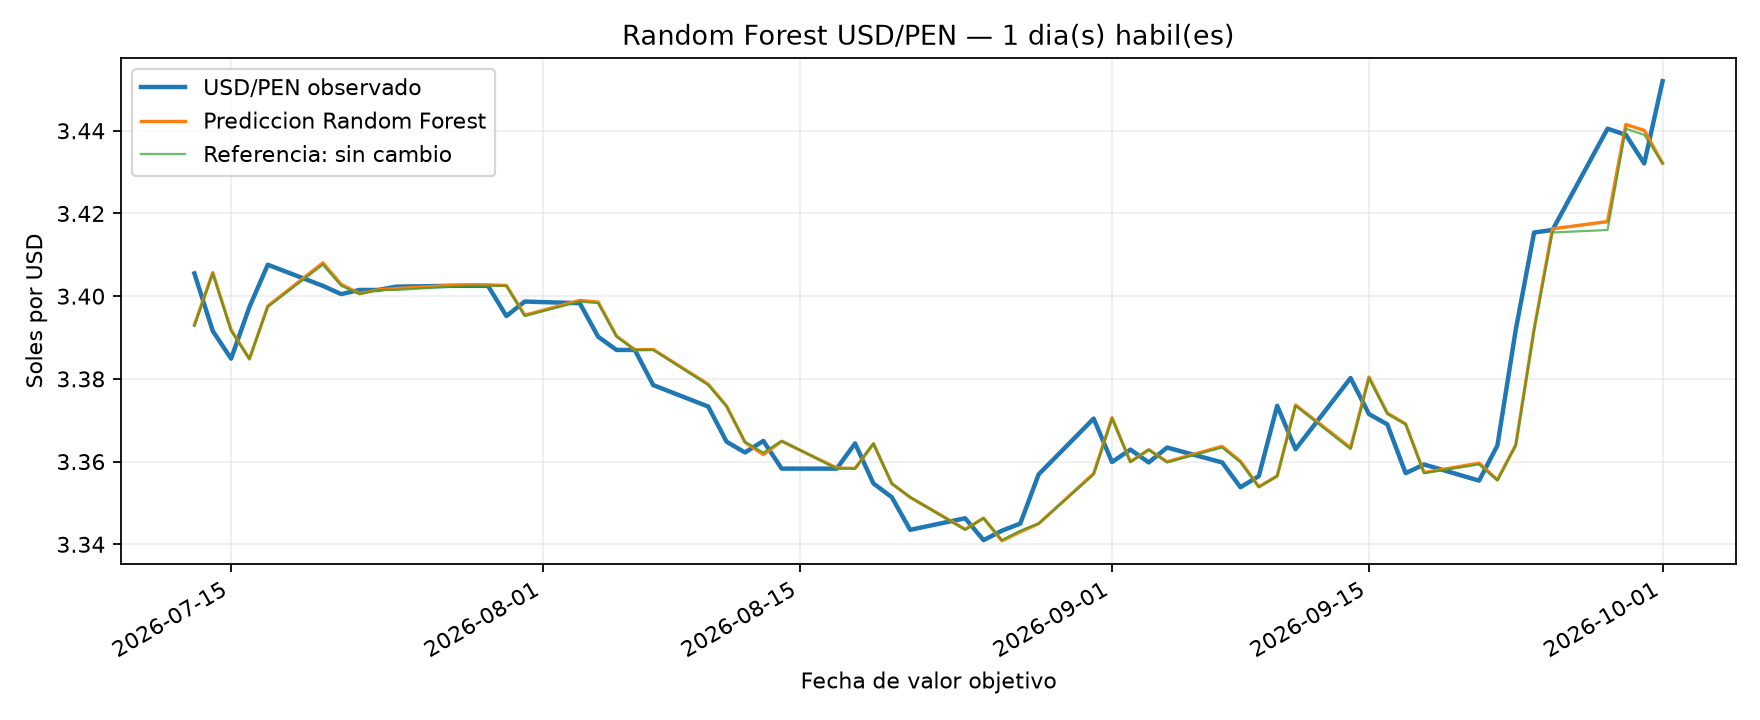 Random Forest USD/PEN — 1 dia(s) habil(es)
USD/PEN observado
Prediccion Random Forest
Referencia: sin cambio
Soles por USD
3.44
3.42
3.40
3.38
3.36
3.34
2026-07-15
2026-08-01
2026-08-15
2026-09-01
2026-09-15
2026-10-01
Fecha de valor objetivo